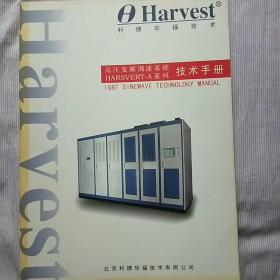 Harvest®
利德华福技术
高压变频调速系统
HARSVERT-A系列
技术手册
IGBT SINEWAVE TECHNOLOGY MANUAL
Harvest
北京利德华福技术有限公司